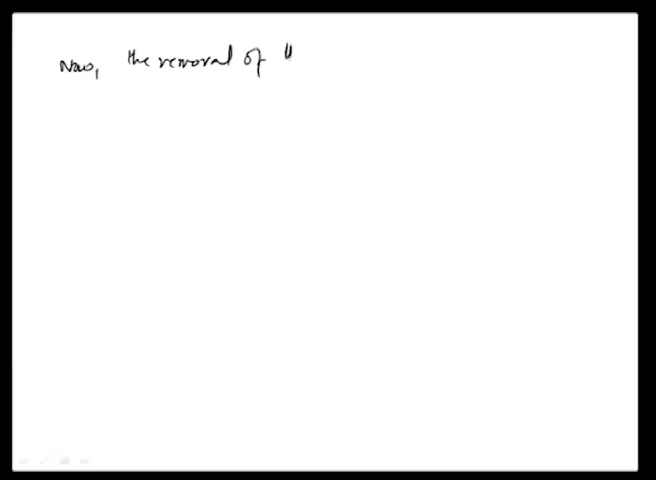 Now, the removal of "